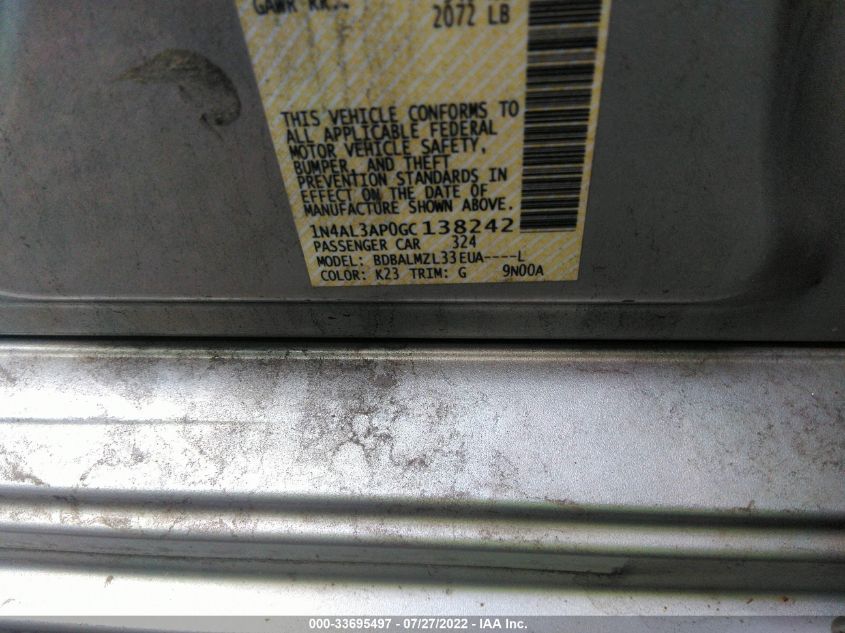 GAWR RR
2072 LB
THIS VEHICLE CONFORMS TO
ALL APPLICABLE FEDERAL
MOTOR VEHICLE SAFETY,
BUMPER, AND THEFT
PREVENTION STANDARDS IN
EFFECT ON THE DATE OF
MANUFACTURE SHOWN ABOVE.
1N4AL3AP0GC138242
PASSENGER CAR 324
MODEL: BDBALMZL33EUA----L
COLOR: K23 TRIM: G 9N00A
000-33695497 - 07/27/2022 - IAA Inc.